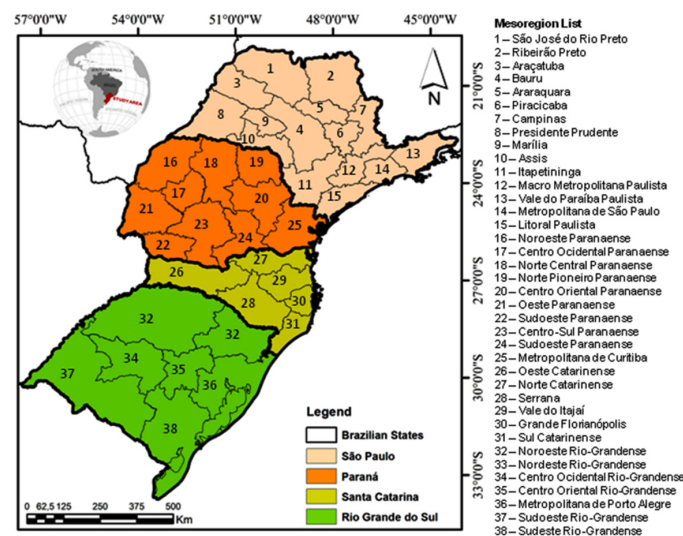 57°0'0"W 54°0'0"W 51°0'0"W 48°0'0"W 45°0'0"W
SOUTH AMERICA
STUDY AREA
N
21°0'0"S
24°0'0"S
27°0'0"S
30°0'0"S
33°0'0"S
1
2
3
5
7
8
9
4
6
10
13
12
14
11
15
16
18
19
17
20
21
23
25
24
22
27
26
29
28
30
31
32
32
34
35
37
36
38
Legend
Brazilian States
São Paulo
Paraná
Santa Catarina
Rio Grande do Sul
0 62,5 125 250 375 500
Km
Mesoregion List
1 – São José do Rio Preto
2 – Ribeirão Preto
3 – Araçatuba
4 – Bauru
5 – Araraquara
6 – Piracicaba
7 – Campinas
8 – Presidente Prudente
9 – Marília
10 – Assis
11 – Itapetininga
12 – Macro Metropolitana Paulista
13 – Vale do Paraíba Paulista
14 – Metropolitana de São Paulo
15 – Litoral Paulista
16 – Noroeste Paranaense
17 – Centro Ocidental Paranaense
18 – Norte Central Paranaense
19 – Norte Pioneiro Paranaense
20 – Centro Oriental Paranaense
21 – Oeste Paranaense
22 – Sudoeste Paranaense
23 – Centro-Sul Paranaense
24 – Sudoeste Paranaense
25 – Metropolitana de Curitiba
26 – Oeste Catarinense
27 – Norte Catarinense
28 – Serrana
29 – Vale do Itajaí
30 – Grande Florianópolis
31 – Sul Catarinense
32 – Noroeste Rio-Grandense
33 – Nordeste Rio-Grandense
34 – Centro Ocidental Rio-Grandense
35 – Centro Oriental Rio-Grandense
36 – Metropolitana de Porto Alegre
37 – Sudoeste Rio-Grandense
38 – Sudeste Rio-Grandense